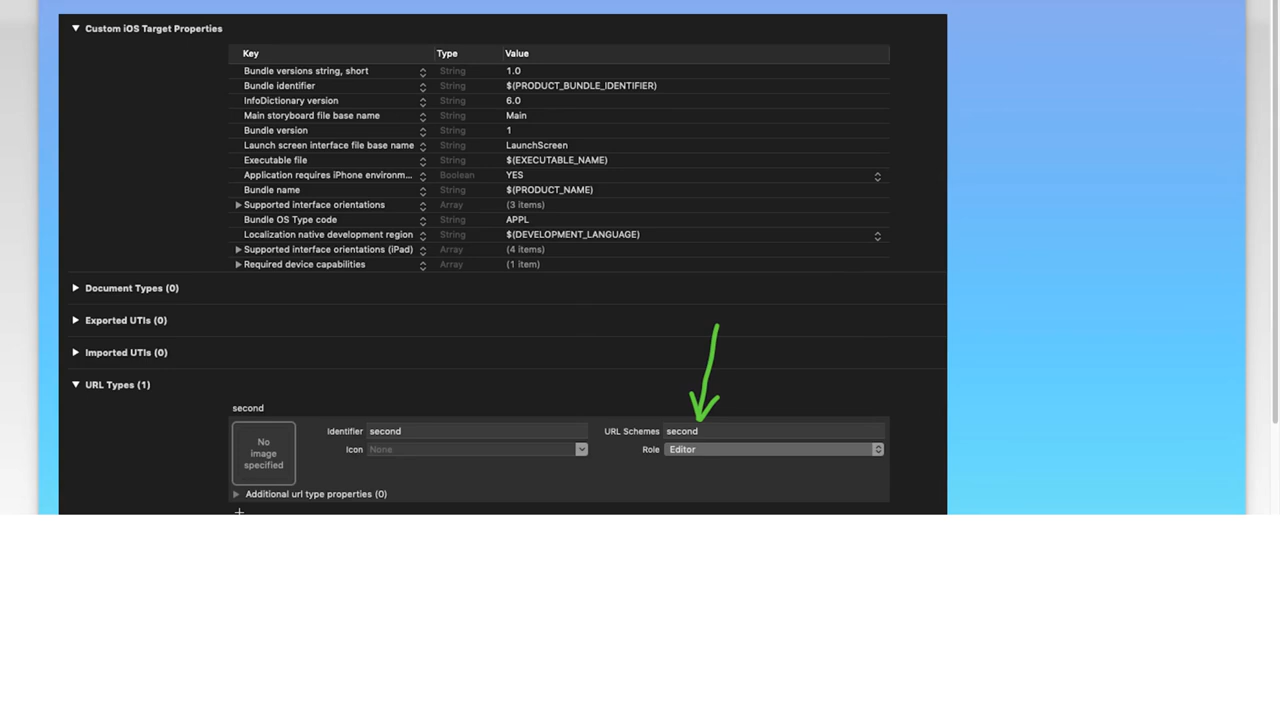 Custom iOS Target Properties
Key Type Value
Bundle versions string, short String 1.0
Bundle identifier String $(PRODUCT_BUNDLE_IDENTIFIER)
InfoDictionary version String 6.0
Main storyboard file base name String Main
Bundle version String 1
Launch screen interface file base name String LaunchScreen
Executable file String $(EXECUTABLE_NAME)
Application requires iPhone environm... Boolean YES
Bundle name String $(PRODUCT_NAME)
Supported interface orientations Array (3 items)
Bundle OS Type code String APPL
Localization native development region String $(DEVELOPMENT_LANGUAGE)
Supported interface orientations (iPad) Array (4 items)
Required device capabilities Array (1 item)
Document Types (0)
Exported UTIs (0)
Imported UTIs (0)
URL Types (1)
second
No image specified
Identifier second URL Schemes second
Icon None Role Editor
Additional url type properties (0)